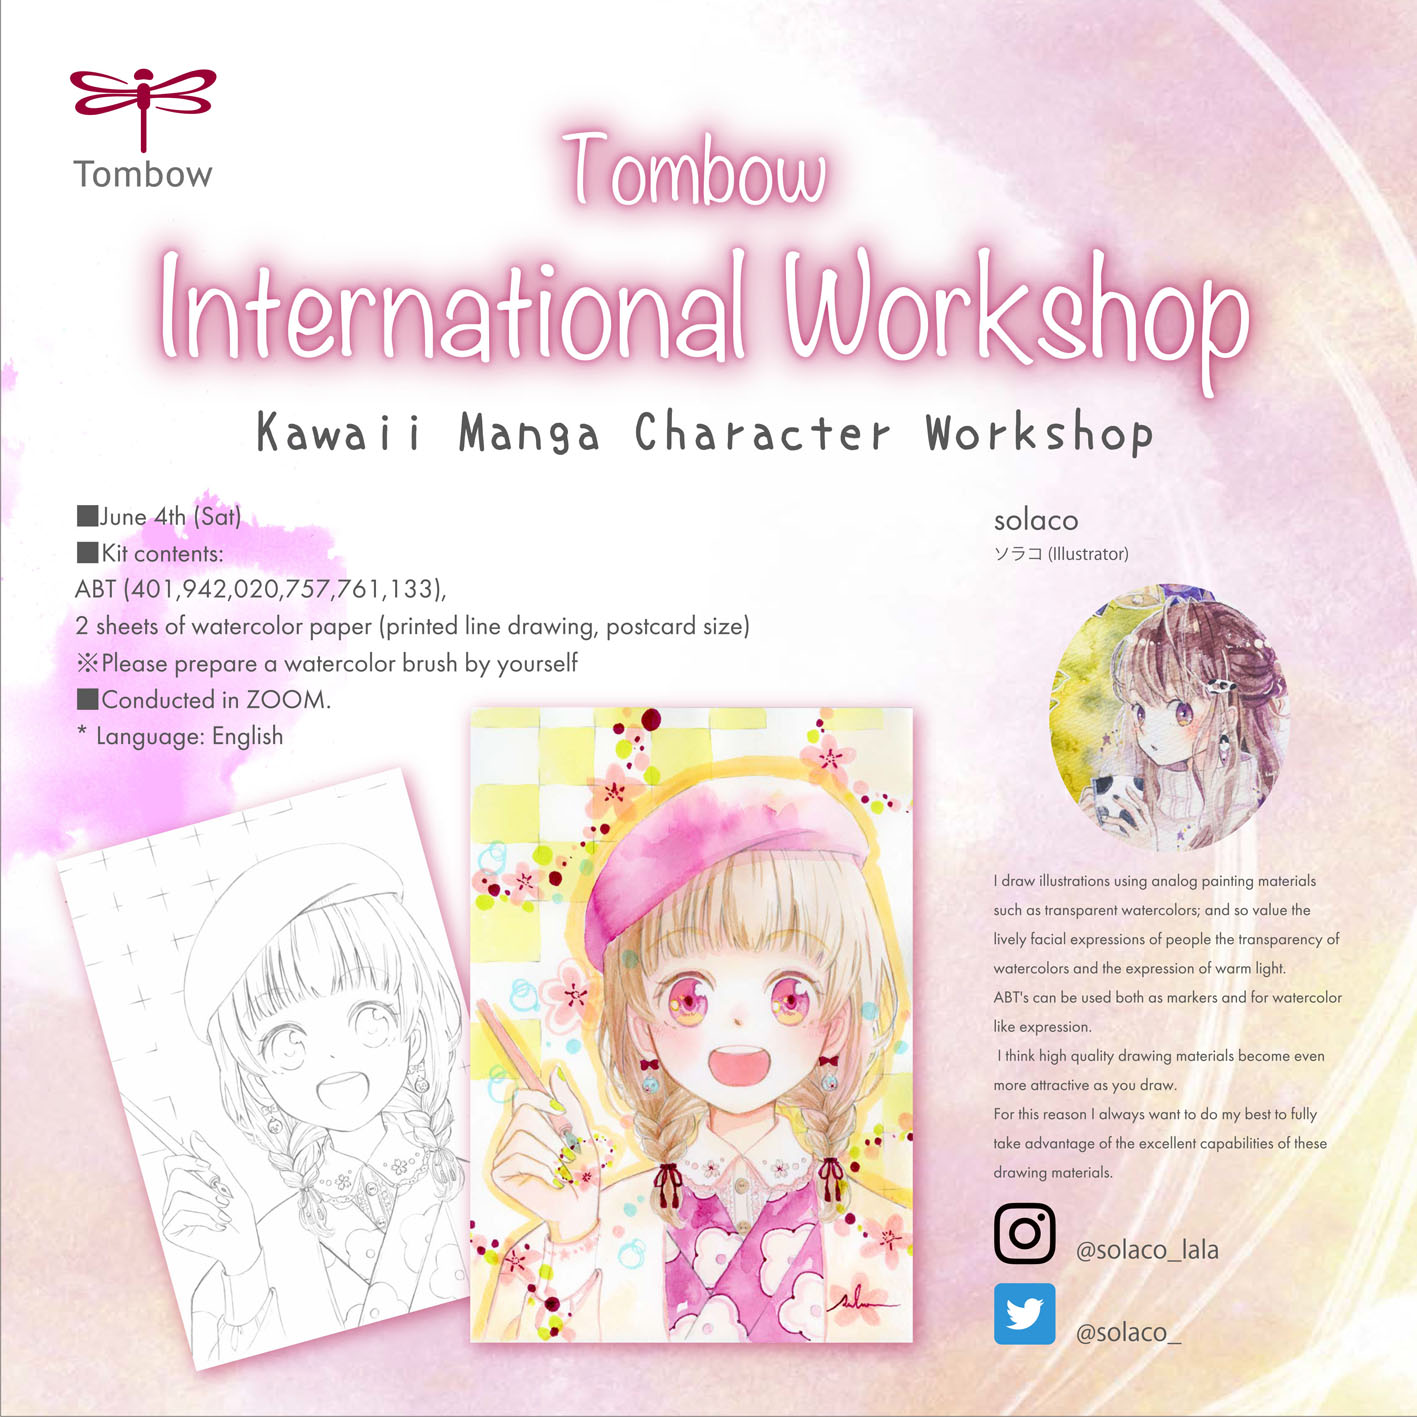 Tombow
Tombow
International Workshop
Kawaii Manga Character Workshop
■June 4th (Sat)
■Kit contents:
ABT (401,942,020,757,761,133),
2 sheets of watercolor paper (printed line drawing, postcard size)
※Please prepare a watercolor brush by yourself
■Conducted in ZOOM.
* Language: English
solaco
ソラコ (Illustrator)
I draw illustrations using analog painting materials
such as transparent watercolors; and so value the
lively facial expressions of people the transparency of
watercolors and the expression of warm light.
ABT's can be used both as markers and for watercolor
like expression.
I think high quality drawing materials become even
more attractive as you draw.
For this reason I always want to do my best to fully
take advantage of the excellent capabilities of these
drawing materials.
@solaco_lala
@solaco_